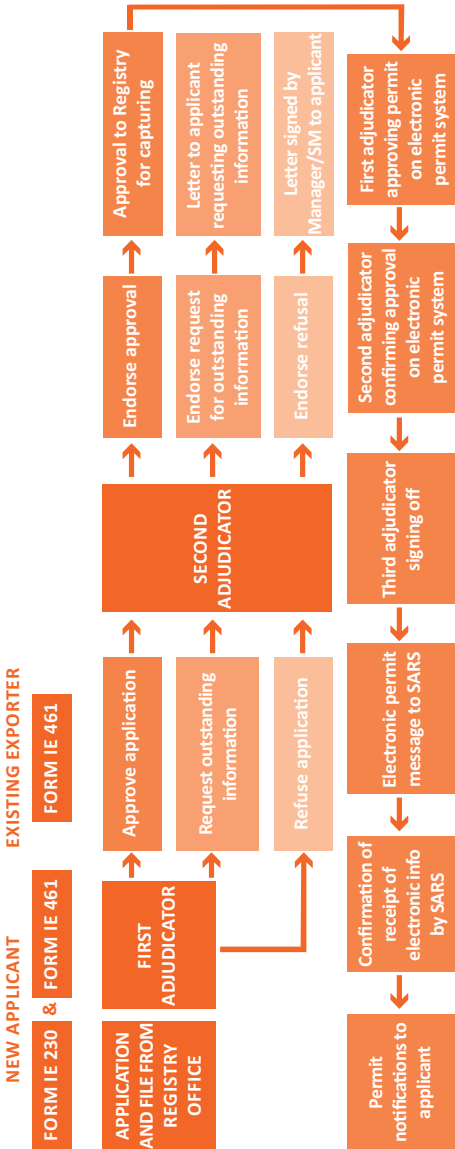 NEW APPLICANT
EXISTING EXPORTER
FORM IE 230
&
FORM IE 461
FORM IE 461
APPLICATION
AND FILE FROM
REGISTRY
OFFICE
FIRST
ADJUDICATOR
Approve application
Request outstanding
information
Refuse application
SECOND
ADJUDICATOR
Endorse approval
Endorse request
for outstanding
information
Endorse refusal
Approval to Registry
for capturing
Letter to applicant
requesting outstanding
information
Letter signed by
Manager/SM to applicant
First adjudicator
approving permit
on electronic
permit system
Second adjudicator
confirming approval
on electronic
permit system
Third adjudicator
signing off
Electronic permit
message to SARS
Confirmation of
receipt of
electronic info
by SARS
Permit
notifications to
applicant